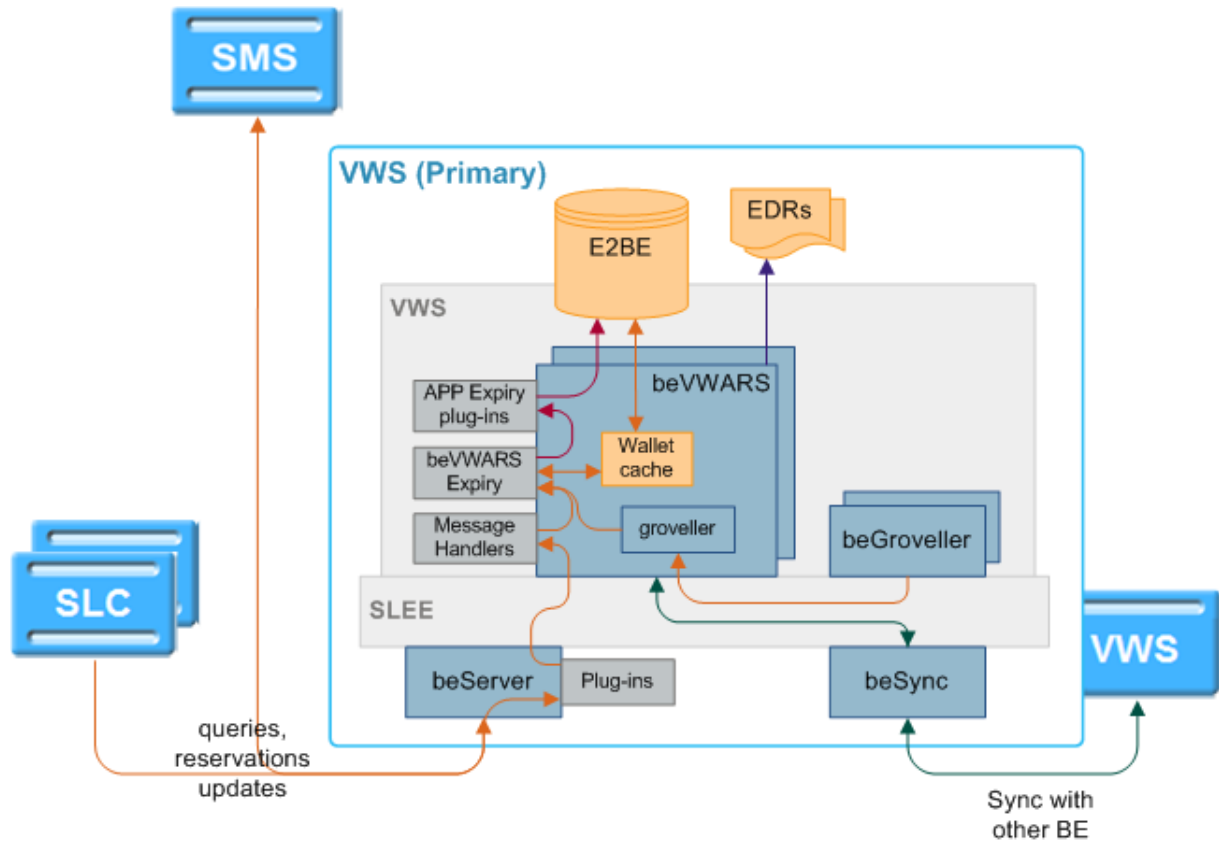 SMS
VWS (Primary)
EDRs
E2BE
VWS
beVWARS
APP Expiry
plug-ins
Wallet
cache
beVWARS
Expiry
Message
Handlers
groveller
beGroveller
SLC
SLEE
VWS
beServer
Plug-ins
beSync
queries,
reservations
updates
Sync with
other BE